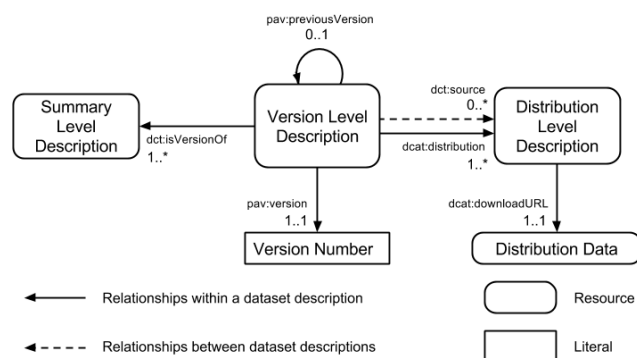 pav:previousVersion
0..1
Summary
Level
Description
dct:isVersionOf
1..*
Version Level
Description
dct:source
0..*
dcat:distribution
1..*
Distribution
Level
Description
pav:version
1..1
dcat:downloadURL
1..1
Version Number
Distribution Data
Relationships within a dataset description
Resource
Relationships between dataset descriptions
Literal